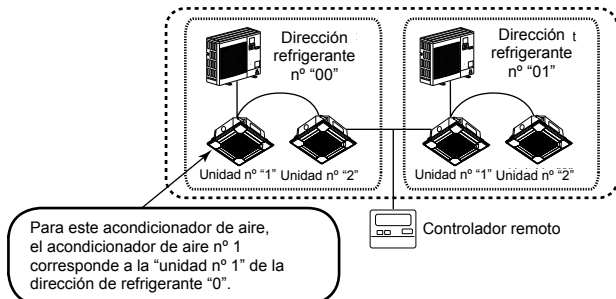 Dirección
refrigerante
nº “00”
Dirección t
refrigerante
nº “01”
Unidad nº “1” Unidad nº “2”
Unidad nº “1” Unidad nº “2”
Controlador remoto
Para este acondicionador de aire,
el acondicionador de aire nº 1
corresponde a la “unidad nº 1” de la
dirección de refrigerante “0”.